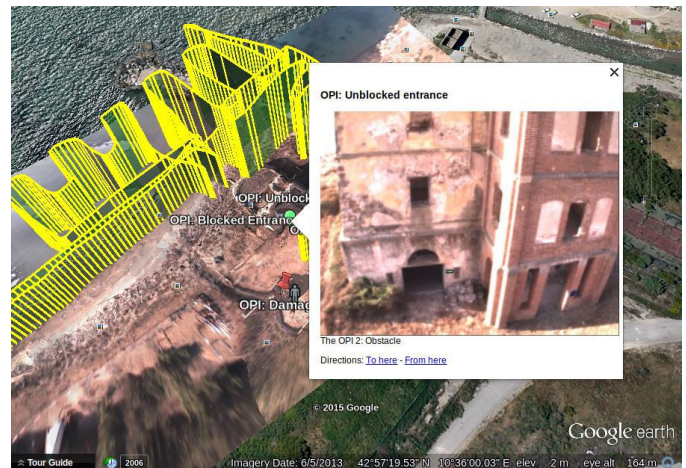 OPI: Unblocked entrance
OPI: Unblock
OPI: Blocked Entranc
O
OPI: Damag
The OPI 2: Obstacle
Directions: To here - From here
© 2015 Google
Google earth
Tour Guide
2006
Imagery Date: 6/5/2013 42°57'19.53" N 10°36'00.03" E elev -2 m eye alt 164 m